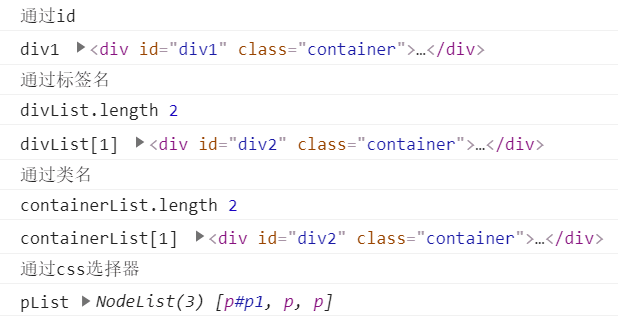 通过id
div1 ▶<div id="div1" class="container">…</div>
通过标签名
divList.length 2
divList[1] ▶<div id="div2" class="container">…</div>
通过类名
containerList.length 2
containerList[1] ▶<div id="div2" class="container">…</div>
通过css选择器
pList ▶NodeList(3) [p#p1, p, p]